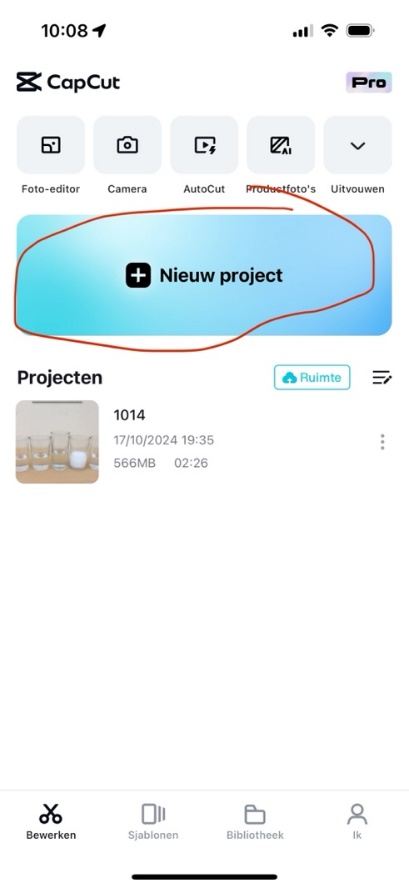 10:08
CapCut
Pro
AI
Foto-editor
Camera
AutoCut
Productfoto's
Uitvouwen
Nieuw project
Projecten
Ruimte
1014
17/10/2024 19:35
566MB 02:26
Bewerken
Sjablonen
Bibliotheek
Ik